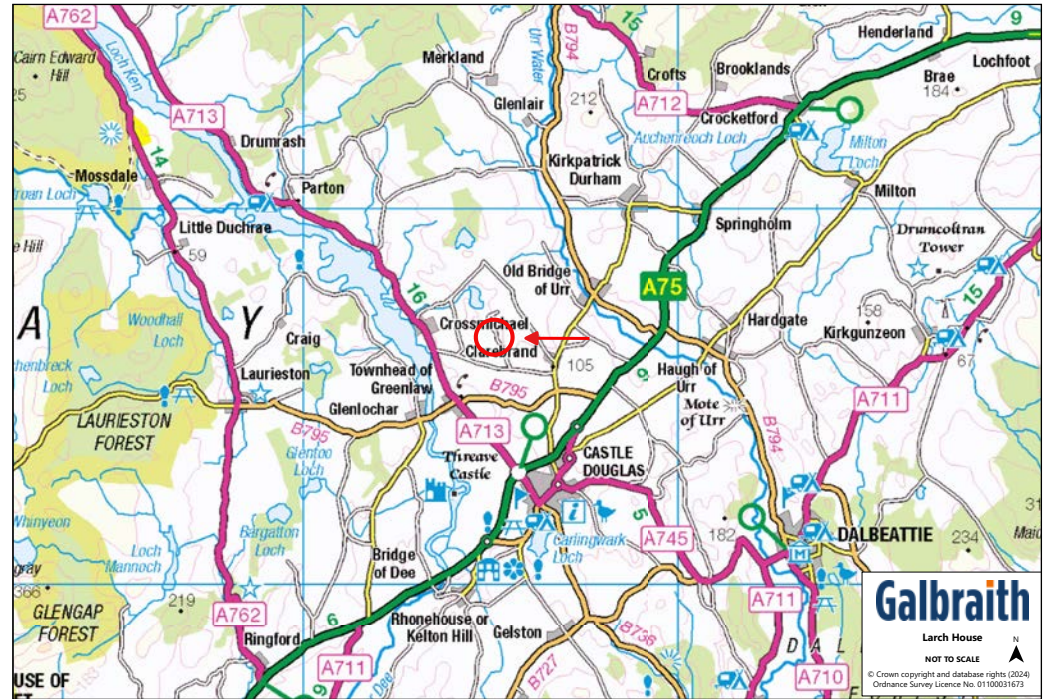 A762
Cairn Edward
Hill
Loch Ken
A713
14
Mossdale
Drumrash
Parton
Little Duchrae
59
Merkland
Urr Water
B794
15
Glenlair
212
Crofts
A712
Brooklands
Henderland
9
Brae
184
Lochfoot
Crocketford
Auchenreoch Loch
Milton
Loch
Kirkpatrick
Durham
Milton
Springholm
Drumcoltran
Tower
A
Y
Woodhall
Loch
Craig
16
Old Bridge
of Urr
A75
Crossmichael
Clarebrand
105
Hardgate
158
Kirkgunzeon
15
67
Laurieston
Townhead of
Greenlaw
B795
Haugh of
Urr
Mote
of Urr
A711
LAURIESTON
FOREST
B795
Glenlochar
A713
Glentoo
Loch
Threave
Castle
CASTLE
DOUGLAS
B794
Bargatton
Loch
Loch
Mannoch
Carlingwark
Loch
5
A745
182
DALBEATTIE
234
Bridge
of Dee
366
219
A762
GLENGAP
FOREST
Ringford
6
Rhonehouse or
Kelton Hill
Gelston
B736
B727
A711
9
A711
A710
Galbraith
Larch House
N
NOT TO SCALE
© Crown copyright and database rights (2024)
Ordnance Survey Licence No. 01100031673